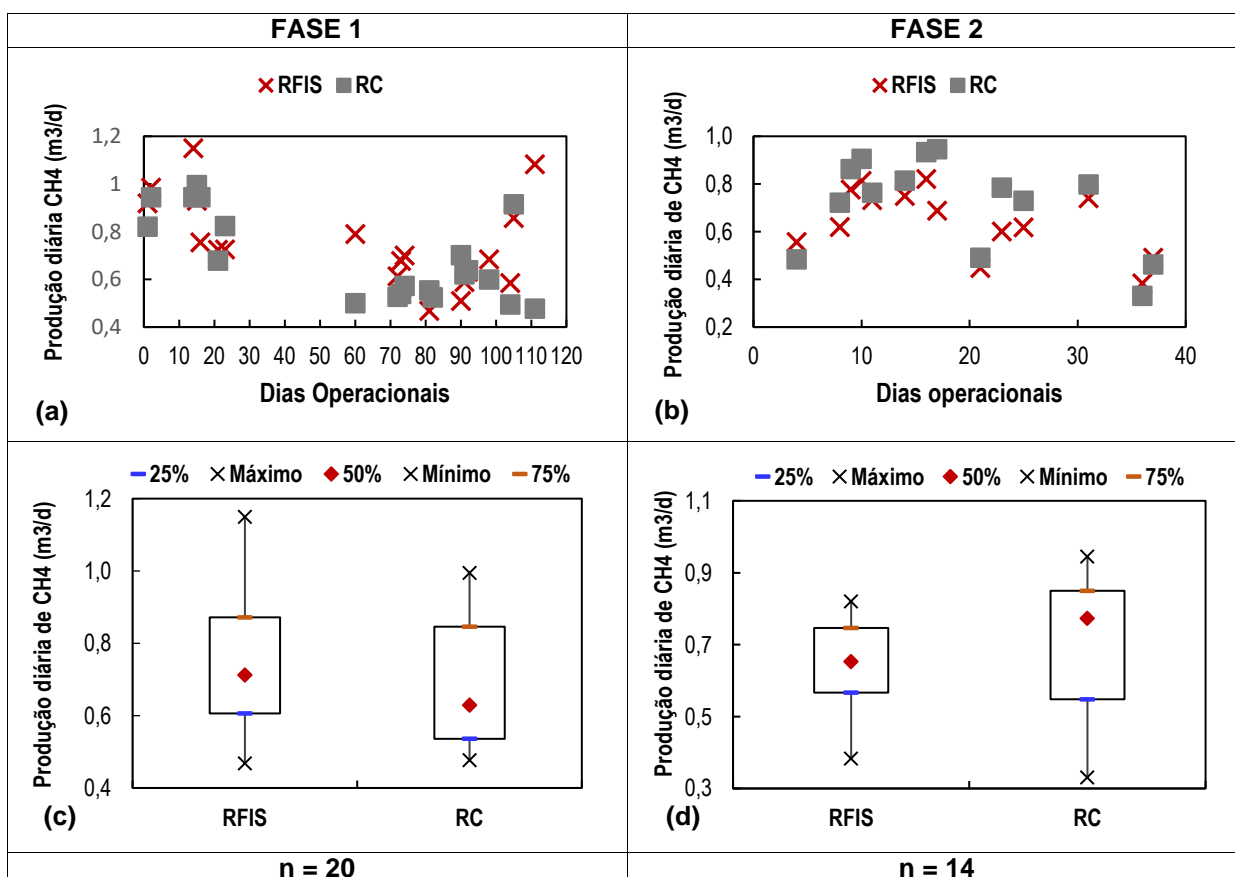 FASE 1
FASE 2
RFIS RC
Produção diária CH4 (m3/d)
1,2
1
0,8
0,6
0,4
0 10 20 30 40 50 60 70 80 90 100 110 120
Dias Operacionais
(a)
RFIS RC
Produção diária de CH4 (m3/d)
1,0
0,8
0,6
0,4
0,2
0 10 20 30 40
Dias operacionais
(b)
25% Máximo 50% Mínimo 75%
Produção diária de CH4 (m3/d)
1,2
1,0
0,8
0,6
0,4
RFIS RC
(c)
25% Máximo 50% Mínimo 75%
Produção diária de CH4 (m3/d)
1,1
0,9
0,7
0,5
0,3
RFIS RC
(d)
n = 20
n = 14